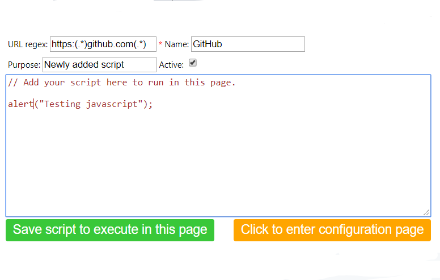 URL regex: https:(.*)github.com(.*) * Name: GitHub
Purpose: Newly added script Active:
// Add your script here to run in this page.
alert("Testing javascript");
Save script to execute in this page Click to enter configuration page